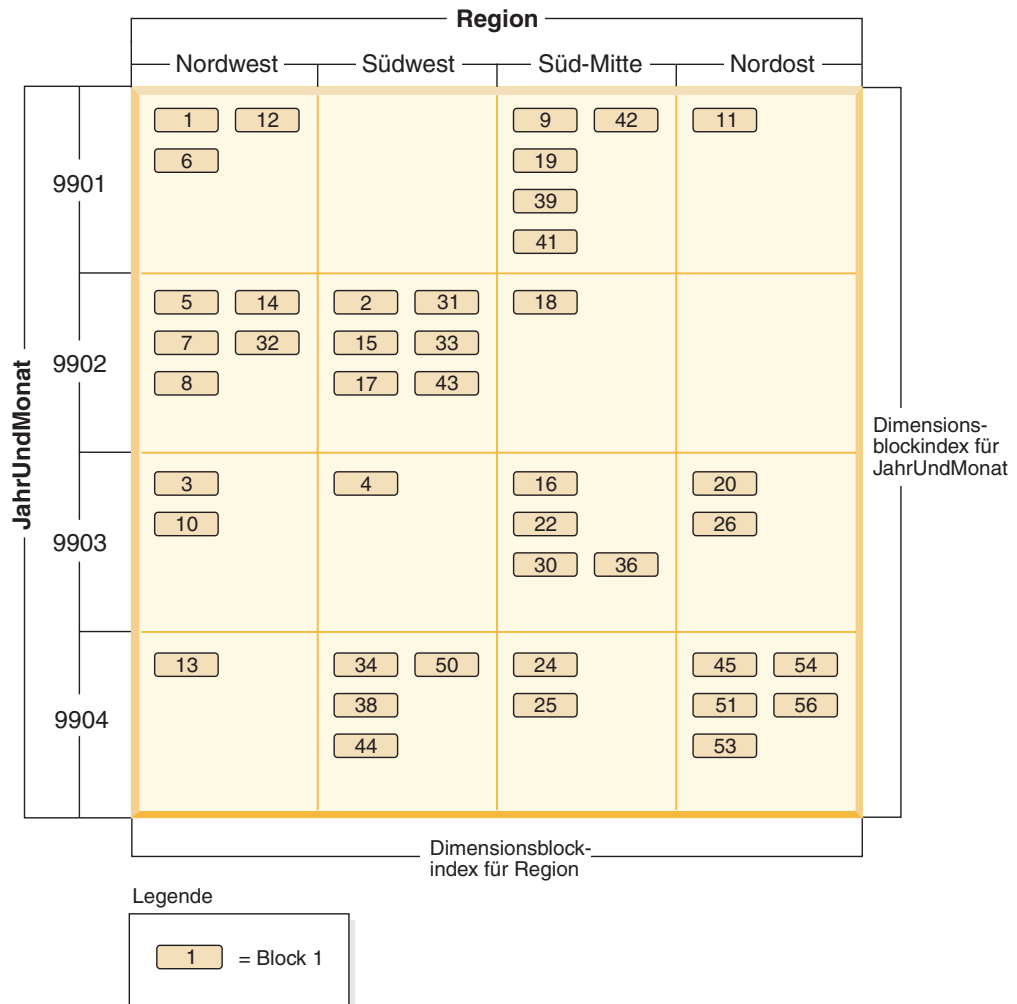 Region
Nordwest Südwest Süd-Mitte Nordost
JahrUndMonat
9901
1 12 9 42 11
6 19
39
41
9902
5 14 2 31 18
7 32 15 33
8 17 43
9903
3 4 16 20
10 22 26
30 36
9904
13 34 50 24 45 54
38 25 51 56
44 53
Dimensions-
blockindex für
JahrUndMonat
Dimensionsblock-
index für Region
Legende
1 = Block 1